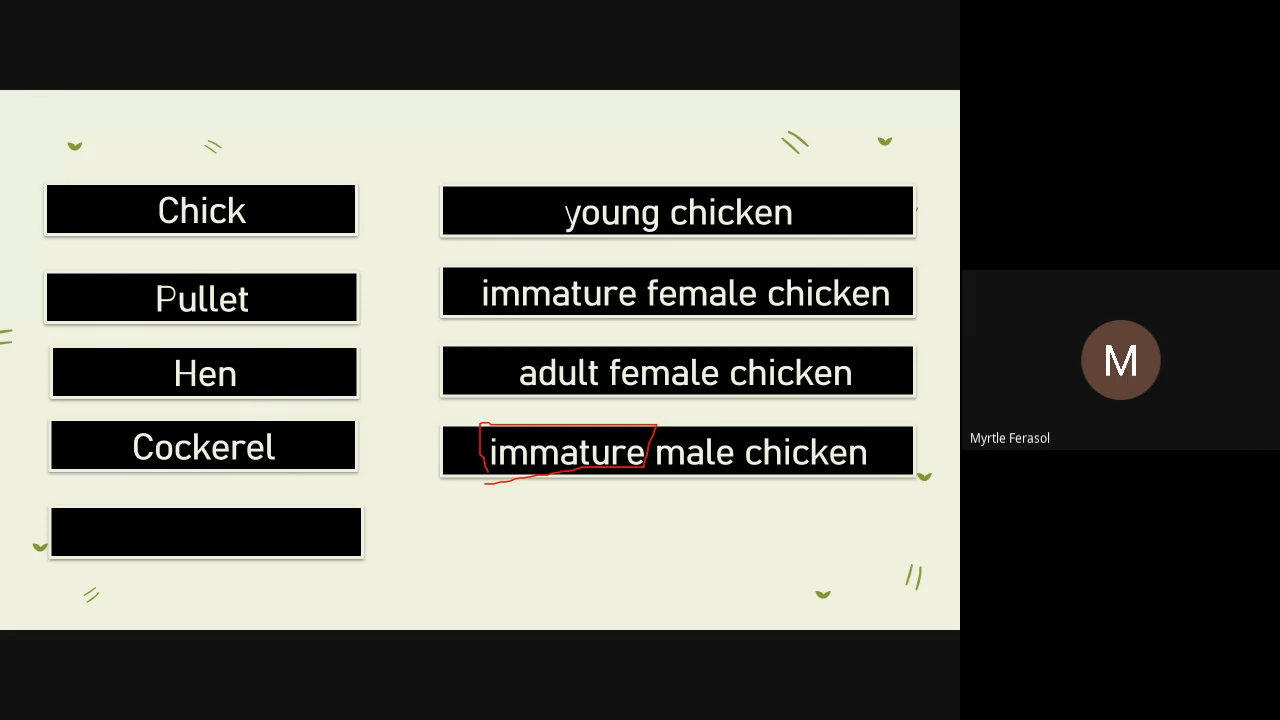 Chick
young chicken
Pullet
immature female chicken
Hen
adult female chicken
Cockerel
immature male chicken
M
Myrtle Ferasol